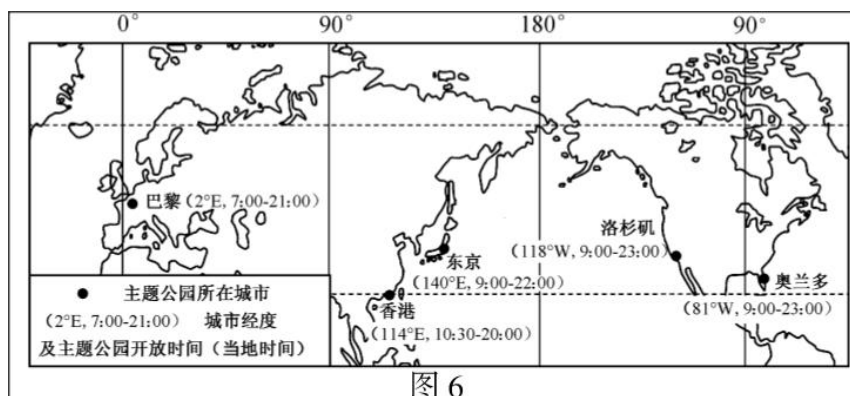 0° 90° 180° 90°
巴黎(2°E, 7:00-21:00)
洛杉矶
(118°W, 9:00-23:00)
东京
(140°E, 9:00-22:00)
奥兰多
(81°W, 9:00-23:00)
香港
(114°E, 10:30-20:00)
主题公园所在城市
(2°E, 7:00-21:00) 城市经度
及主题公园开放时间(当地时间)
图 6